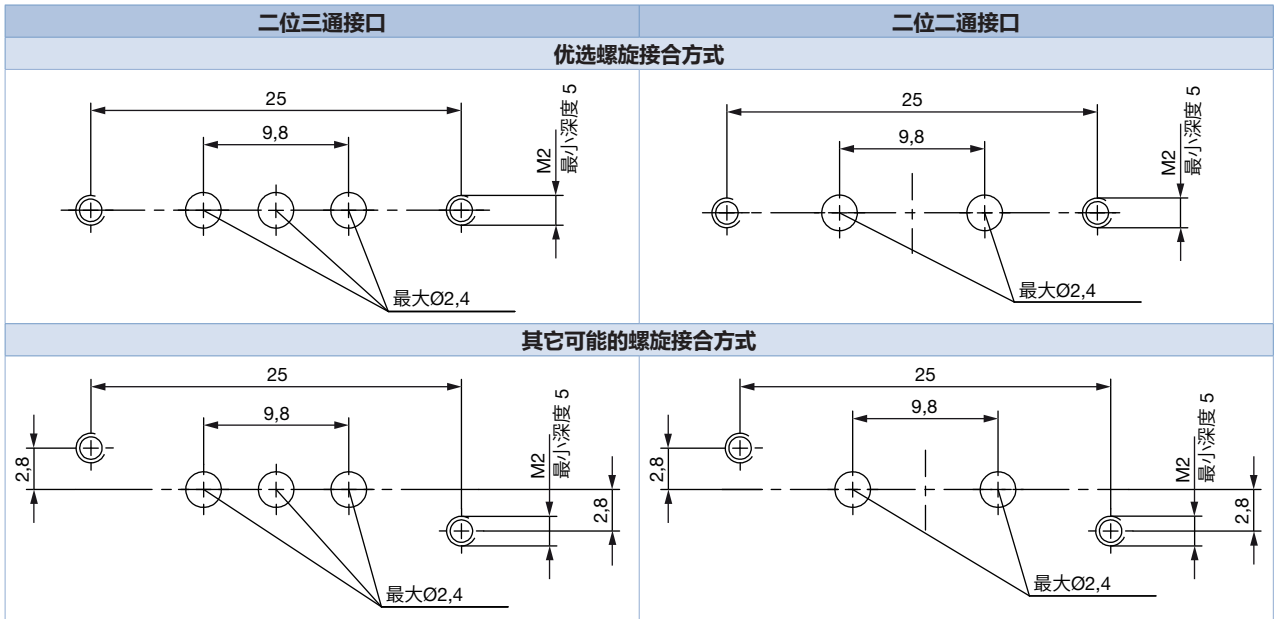 二位三通接口
二位二通接口
优选螺旋接合方式
25
9,8
M2
最小深度 5
最大Ø2,4
25
9,8
M2
最小深度 5
最大Ø2,4
其它可能的螺旋接合方式
25
9,8
2,8
M2
最小深度 5
2,8
最大Ø2,4
25
9,8
2,8
M2
最小深度 5
2,8
最大Ø2,4